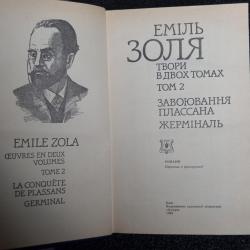 EMILE ZOLA
ŒUVRES EN DEUX
VOLUMES
TOME 2
LA CONQUÊTE
DE PLASSANS
GERMINAL
ЕМІЛЬ
ЗОЛЯ
ТВОРИ
В ДВОХ ТОМАХ
ТОМ 2
ЗАВОЮВАННЯ
ПЛАССАНА
ЖЕРМІНАЛЬ
РОМАНИ